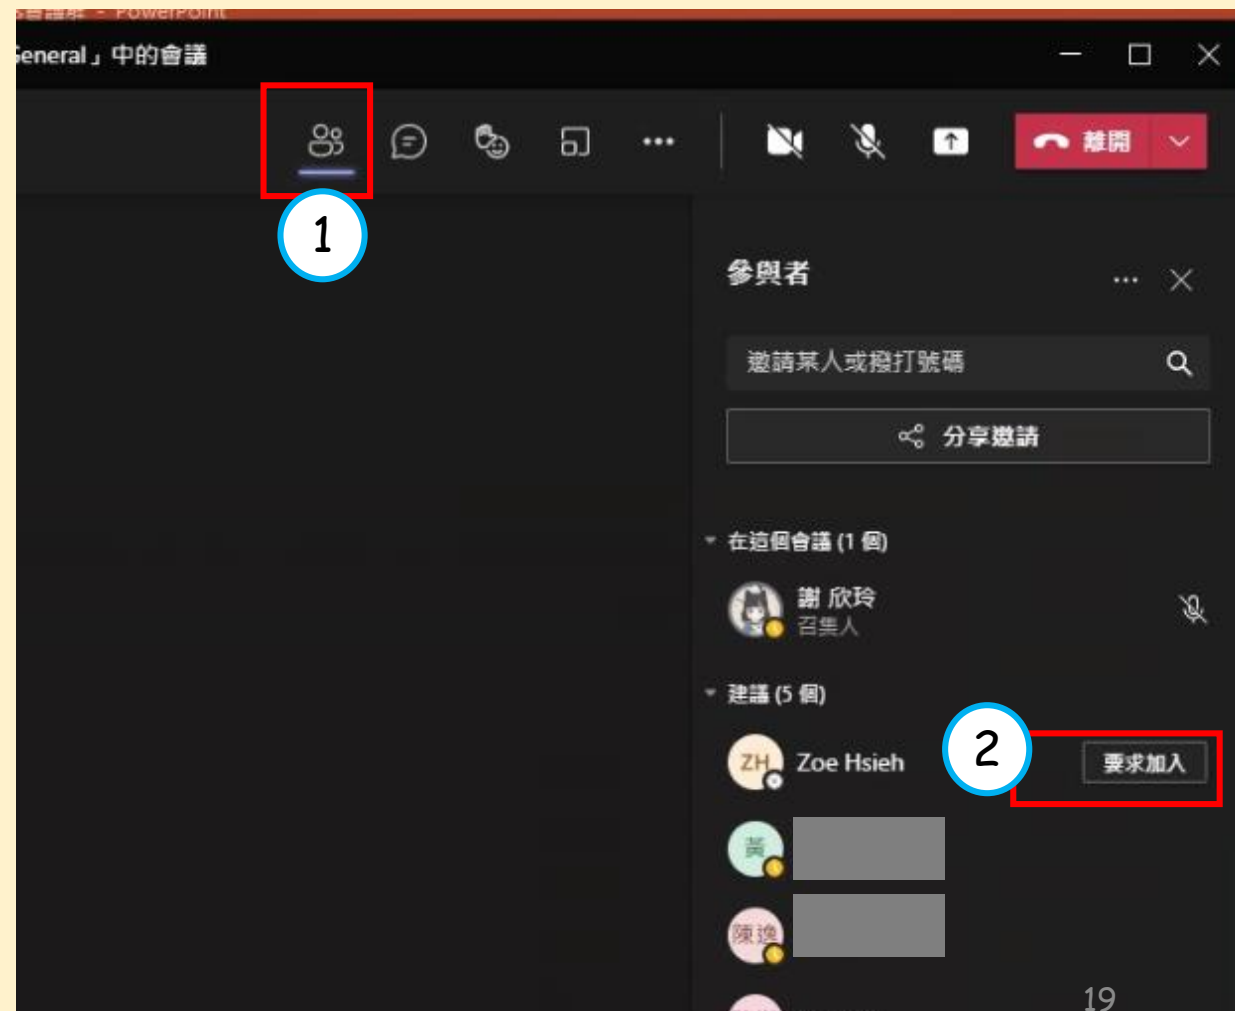 - PowerPoint
General」中的會議
離開
1
參與者
邀請某人或撥打號碼
分享邀請
在這個會議 (1 個)
謝 欣玲
召集人
建議 (5 個)
ZH Zoe Hsieh
2
要求加入
黃
陳逸
19